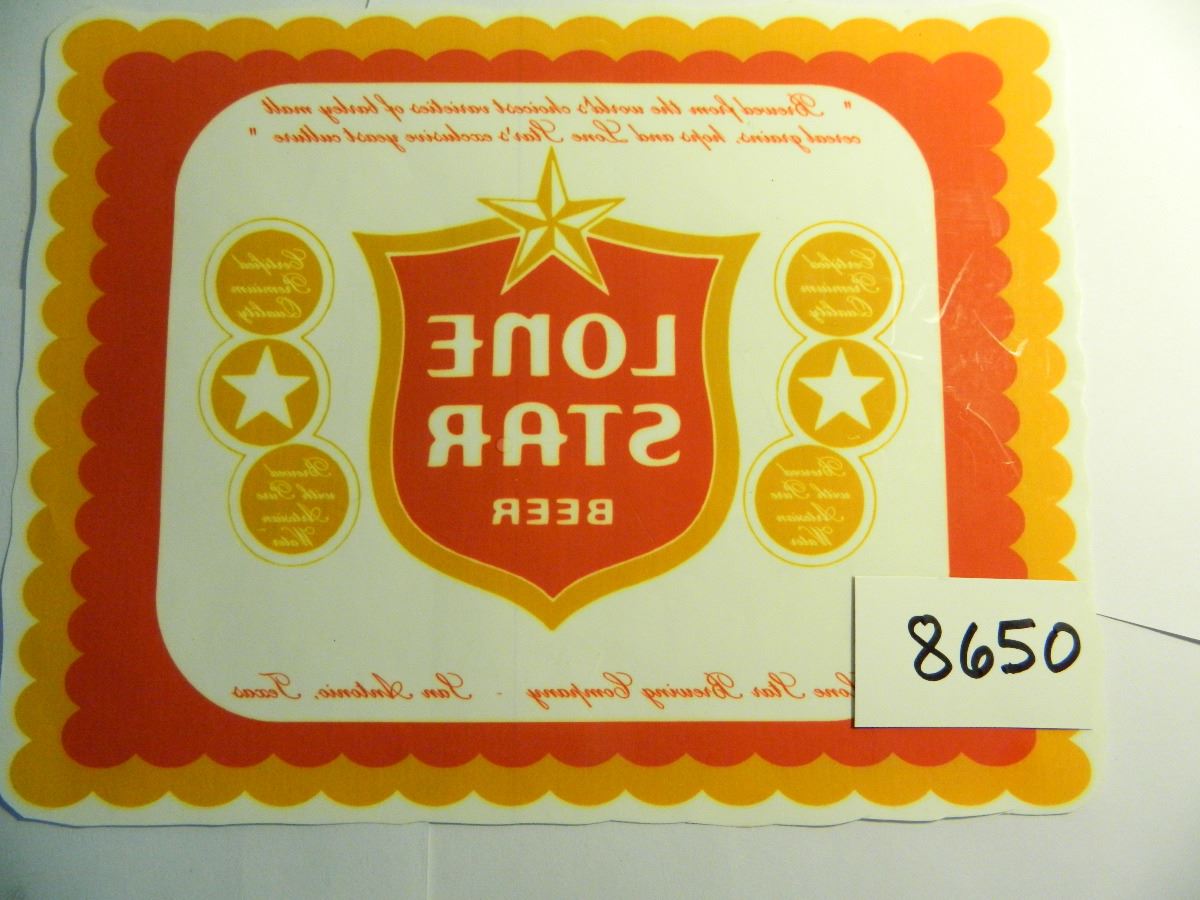 " Brewed from the world's choicest varieties of barley malt
cereal grains, hops and Lone Star's exclusive yeast culture "
Certified
Premium
Quality
Certified
Premium
Quality
LONE
STAR
BEER
Brewed
with Pure
Artesian
Water
Brewed
with Pure
Artesian
Water
Lone Star Brewing Company - San Antonio, Texas
8650